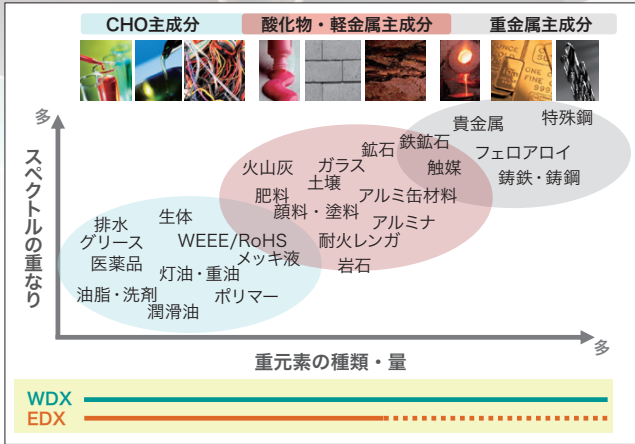 CHO主成分
酸化物・軽金属主成分
重金属主成分
多
スペクトルの重なり
貴金属
特殊鋼
鉄鉱石
鉱石
フェロアロイ
火山灰
ガラス
触媒
鋳鉄・鋳鋼
土壌
肥料
アルミ缶材料
顔料・塗料
アルミナ
生体
排水
グリース
WEEE/RoHS
耐火レンガ
メッキ液
医薬品
岩石
灯油・重油
油脂・洗剤
ポリマー
潤滑油
多
重元素の種類・量
WDX
EDX